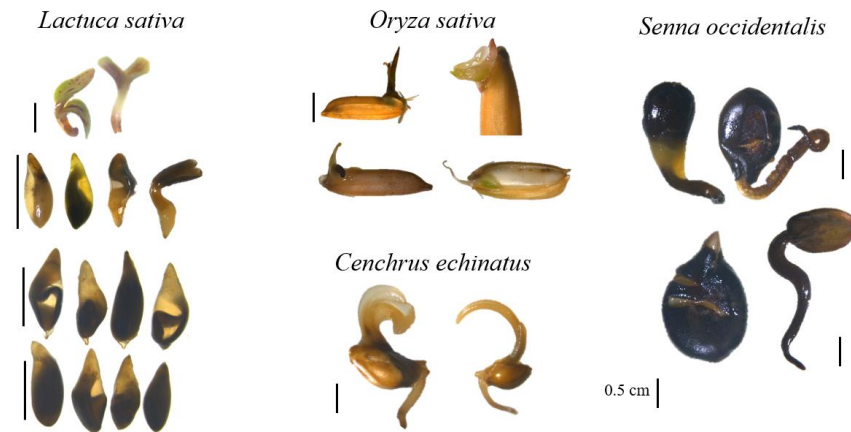 Lactuca sativa
Oryza sativa
Senna occidentalis
Cenchrus echinatus
0.5 cm